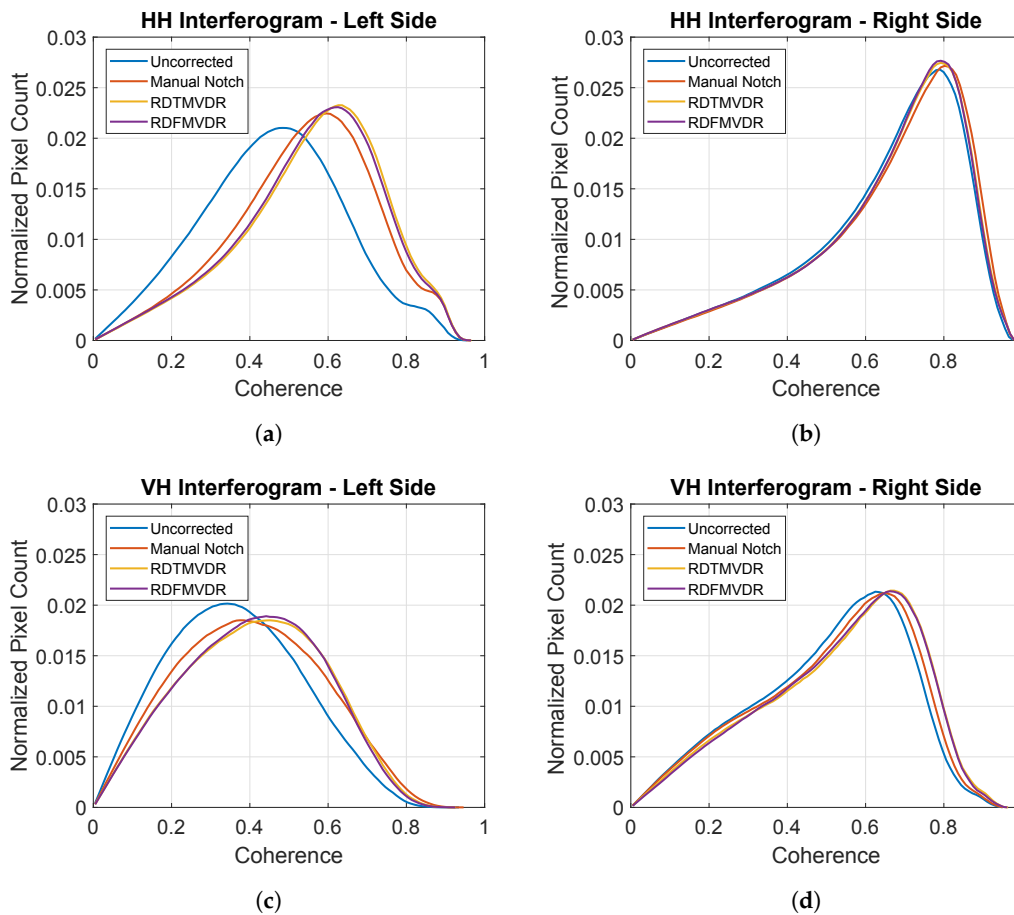 HH Interferogram - Left Side
HH Interferogram - Right Side
Normalized Pixel Count
0.03
0.025
0.02
0.015
0.01
0.005
0
Uncorrected
Manual Notch
RDTMVDR
RDFMVDR
0 0.2 0.4 0.6 0.8 1
Coherence
(a)
Normalized Pixel Count
0.03
0.025
0.02
0.015
0.01
0.005
0
Uncorrected
Manual Notch
RDTMVDR
RDFMVDR
0 0.2 0.4 0.6 0.8
Coherence
(b)
VH Interferogram - Left Side
VH Interferogram - Right Side
Normalized Pixel Count
0.03
0.025
0.02
0.015
0.01
0.005
0
Uncorrected
Manual Notch
RDTMVDR
RDFMVDR
0 0.2 0.4 0.6 0.8 1
Coherence
(c)
Normalized Pixel Count
0.03
0.025
0.02
0.015
0.01
0.005
0
Uncorrected
Manual Notch
RDTMVDR
RDFMVDR
0 0.2 0.4 0.6 0.8
Coherence
(d)